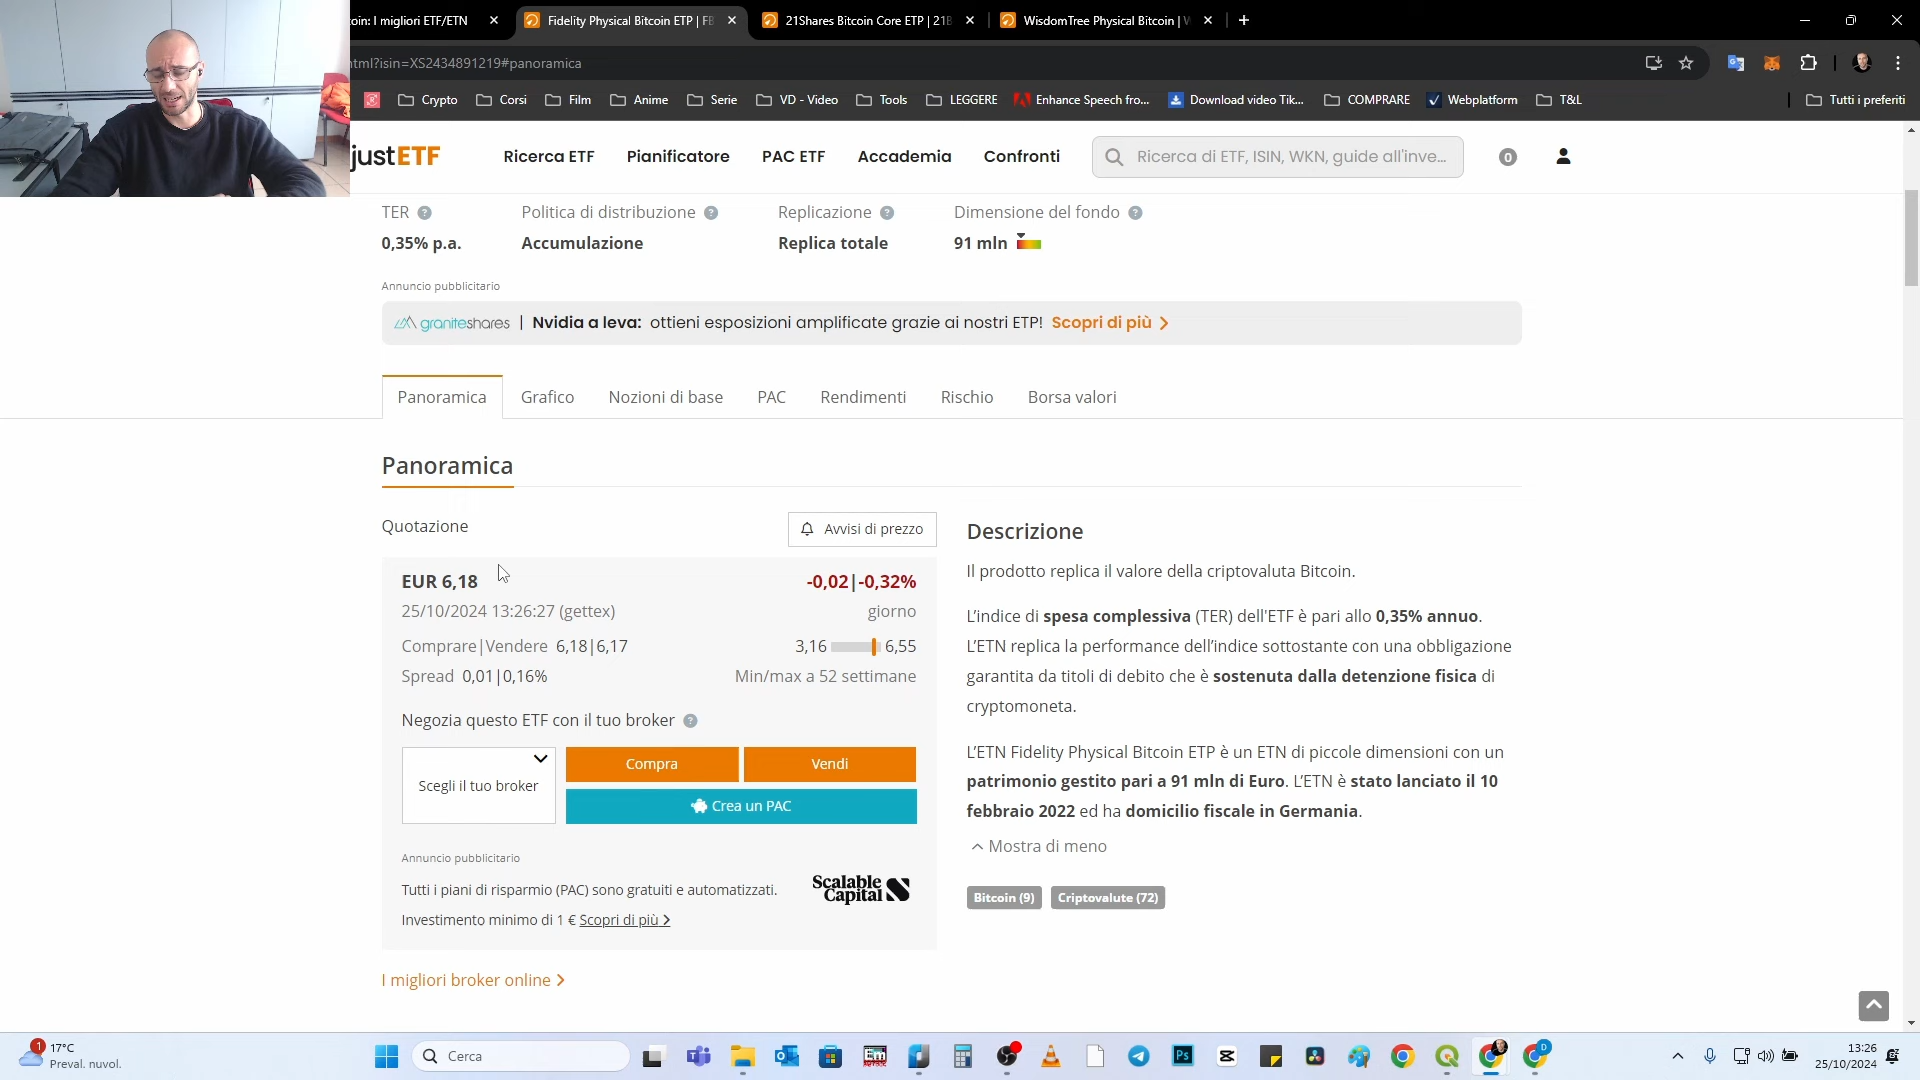 coin: I migliori ETF/ETN
Fidelity Physical Bitcoin ETP | FB
21Shares Bitcoin Core ETP | 21B
WisdomTree Physical Bitcoin | W
html?isin=XS2434891219#panoramica
Crypto
Corsi
Film
Anime
Serie
VD - Video
Tools
LEGGERE
Enhance Speech fro...
Download video Tik...
COMPRARE
Webplatform
T&L
Tutti i preferiti
justETF
Ricerca ETF
Pianificatore
PAC ETF
Accademia
Confronti
Ricerca di ETF, ISIN, WKN, guide all'inve...
0
TER ?
Politica di distribuzione ?
Replicazione ?
Dimensione del fondo ?
0,35% p.a.
Accumulazione
Replica totale
91 mln
Annuncio pubblicitario
graniteshares | Nvidia a leva: ottieni esposizioni amplificate grazie ai nostri ETP! Scopri di più
Panoramica
Grafico
Nozioni di base
PAC
Rendimenti
Rischio
Borsa valori
Panoramica
Quotazione
Avvisi di prezzo
EUR 6,18
-0,02|-0,32%
25/10/2024 13:26:27 (gettex)
giorno
Comprare|Vendere 6,18|6,17
3,16
6,55
Spread 0,01|0,16%
Min/max a 52 settimane
Negozia questo ETF con il tuo broker ?
Scegli il tuo broker
Compra
Vendi
Crea un PAC
Annuncio pubblicitario
Tutti i piani di risparmio (PAC) sono gratuiti e automatizzati.
Investimento minimo di 1 € Scopri di più
Scalable
Capital
I migliori broker online
Descrizione
Il prodotto replica il valore della criptovaluta Bitcoin.
L'indice di spesa complessiva (TER) dell'ETF è pari allo 0,35% annuo.
L'ETN replica la performance dell'indice sottostante con una obbligazione
garantita da titoli di debito che è sostenuta dalla detenzione fisica di
cryptomoneta.
L'ETN Fidelity Physical Bitcoin ETP è un ETN di piccole dimensioni con un
patrimonio gestito pari a 91 mln di Euro. L'ETN è stato lanciato il 10
febbraio 2022 ed ha domicilio fiscale in Germania.
Mostra di meno
Bitcoin (9)
Criptovalute (72)
1
17°C
Preval. nuvol.
Cerca
Ps
D
13:26
25/10/2024